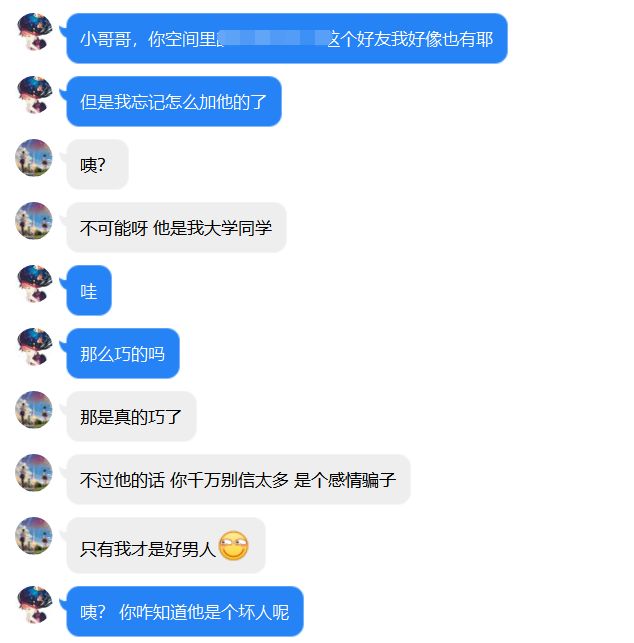 小哥哥，你空间里这个好友我好像也有耶
但是我忘记怎么加他的了
咦？
不可能呀 他是我大学同学
哇
那么巧的吗
那是真的巧了
不过他的话 你千万别信太多 是个感情骗子
只有我才是好男人
咦？ 你咋知道他是个坏人呢